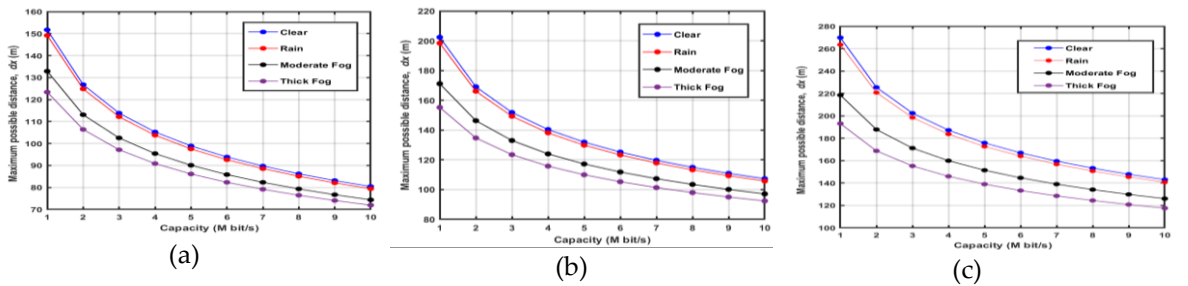 160
150
140
130
120
110
100
90
80
70
Maximum possible distance, dx (m)
1 2 3 4 5 6 7 8 9 10
Capacity (M bit/s)
Clear
Rain
Moderate Fog
Thick Fog
(a)
220
200
180
160
140
120
100
80
Maximum possible distance, dx (m)
1 2 3 4 5 6 7 8 9 10
Capacity (M bit/s)
Clear
Rain
Moderate Fog
Thick Fog
(b)
280
260
240
220
200
180
160
140
120
100
Maximum possible distance, dx (m)
1 2 3 4 5 6 7 8 9 10
Capacity (M bit/s)
Clear
Rain
Moderate Fog
Thick Fog
(c)